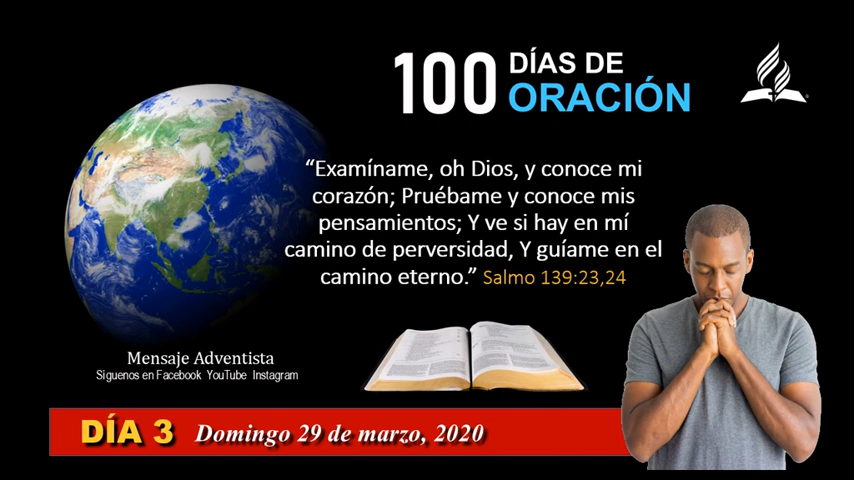 100 DÍAS DE
ORACIÓN
“Examíname, oh Dios, y conoce mi
corazón; Pruébame y conoce mis
pensamientos; Y ve si hay en mí
camino de perversidad, Y guíame en el
camino eterno.” Salmo 139:23,24
Mensaje Adventista
Siguenos en Facebook YouTube Instagram
DÍA 3 Domingo 29 de marzo, 2020